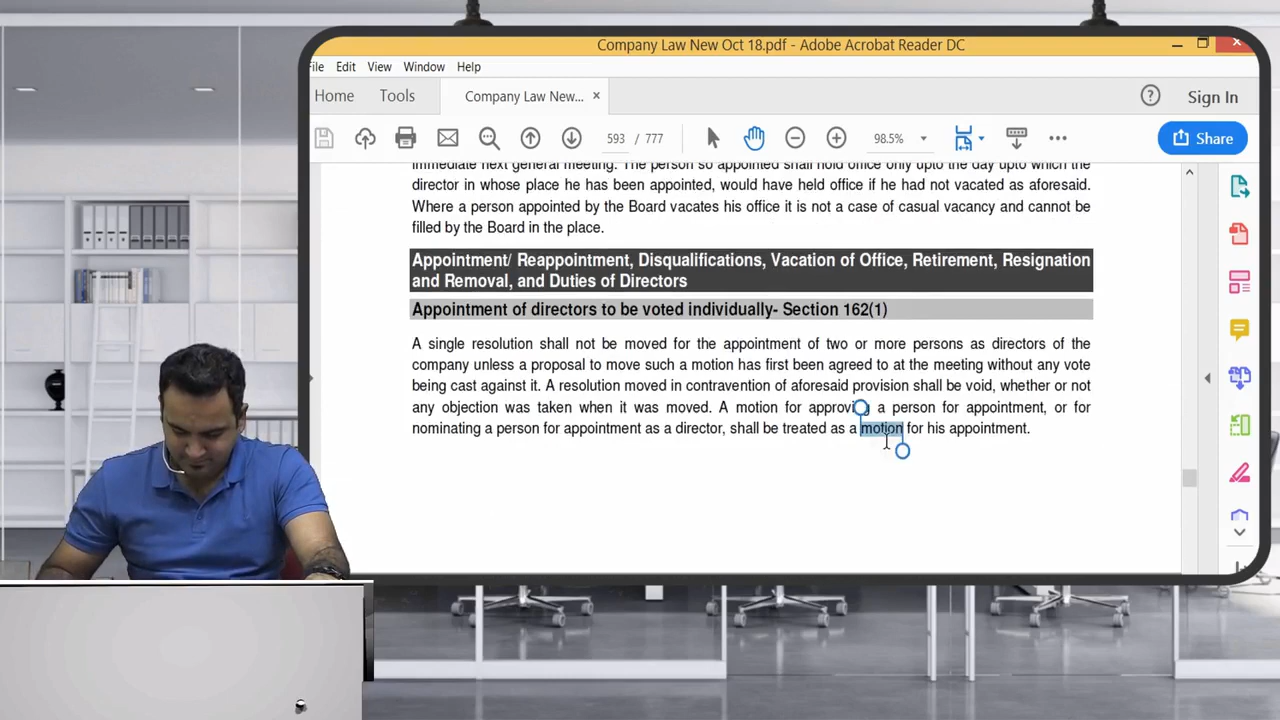 Company Law New Oct 18.pdf - Adobe Acrobat Reader DC
File Edit View Window Help
Home Tools Company Law New... × Sign In
593 / 777 98.5% Share
immediate next general meeting. The person so appointed shall hold office only upto the day upto which the
director in whose place he has been appointed, would have held office if he had not vacated as aforesaid.
Where a person appointed by the Board vacates his office it is not a case of casual vacancy and cannot be
filled by the Board in the place.
Appointment/ Reappointment, Disqualifications, Vacation of Office, Retirement, Resignation
and Removal, and Duties of Directors
Appointment of directors to be voted individually- Section 162(1)
A single resolution shall not be moved for the appointment of two or more persons as directors of the
company unless a proposal to move such a motion has first been agreed to at the meeting without any vote
being cast against it. A resolution moved in contravention of aforesaid provision shall be void, whether or not
any objection was taken when it was moved. A motion for approving a person for appointment, or for
nominating a person for appointment as a director, shall be treated as a motion for his appointment.